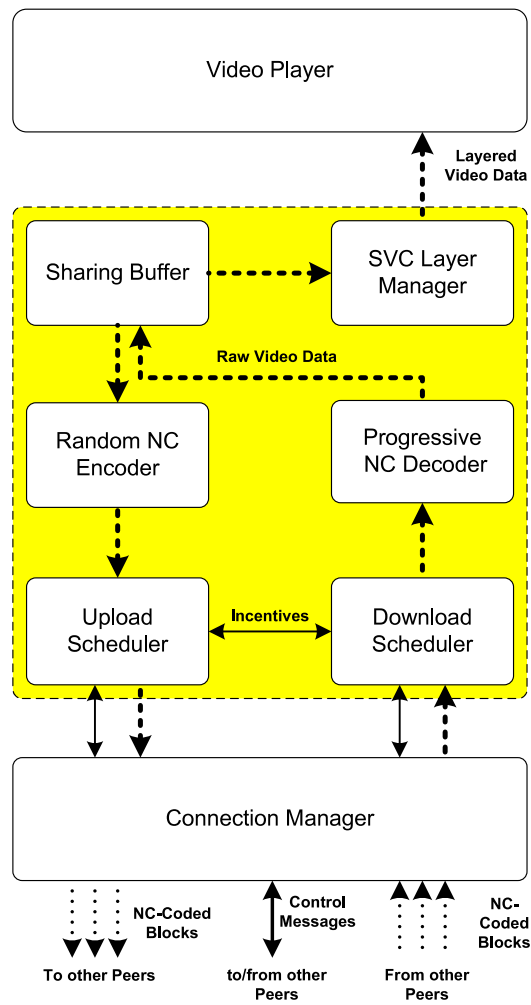 Video Player
Layered
Video Data
Sharing Buffer
SVC Layer
Manager
Raw Video Data
Random NC
Encoder
Progressive
NC Decoder
Upload
Scheduler
Incentives
Download
Scheduler
Connection Manager
NC-Coded
Blocks
Control
Messages
NC-
Coded
Blocks
To other Peers
to/from other
Peers
From other
Peers